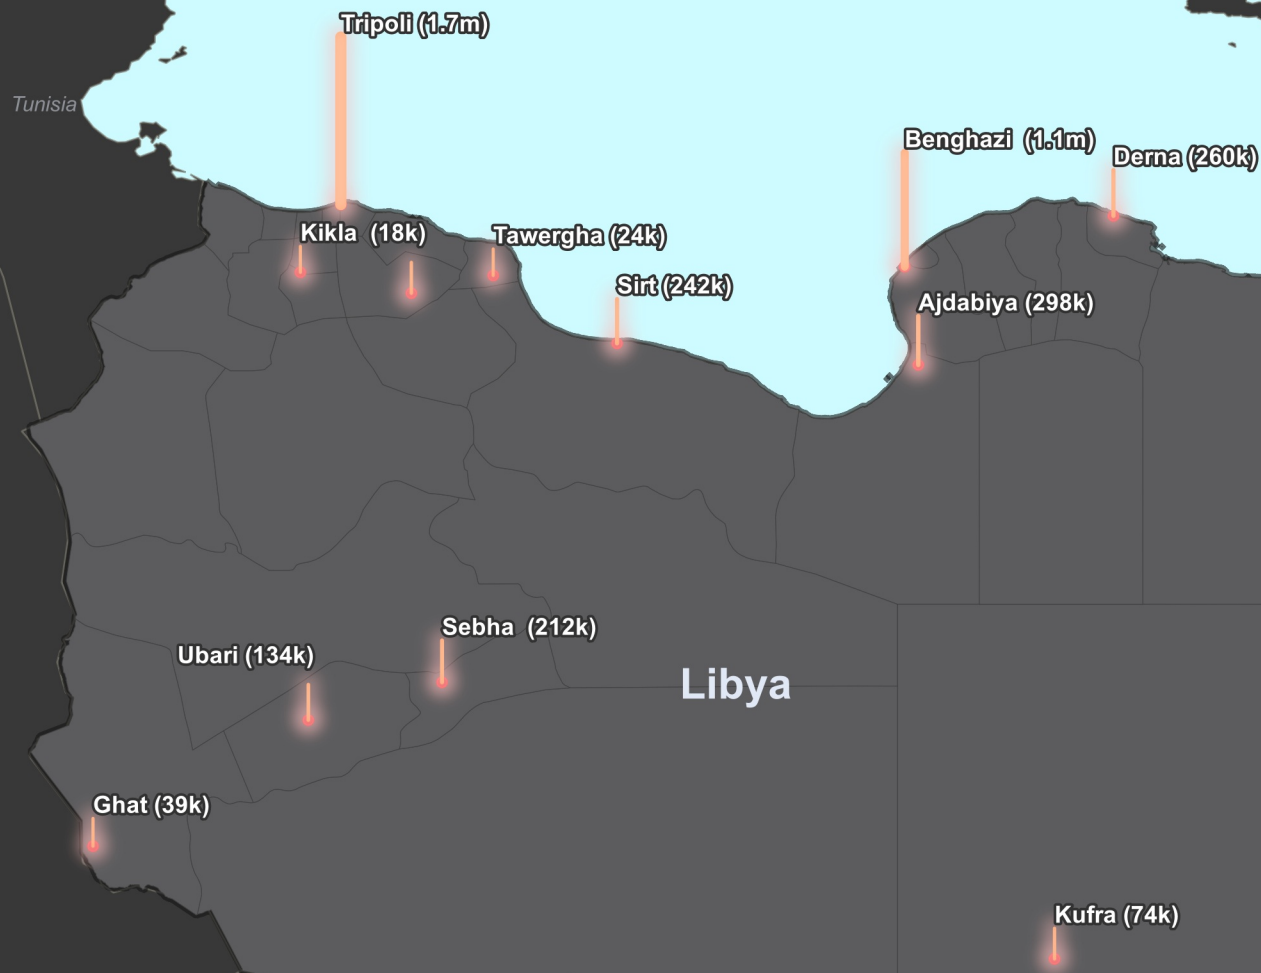 Tripoli (1.7m)
Tunisia
Benghazi (1.1m)
Derna (260k)
Kikla (18k)
Tawergha (24k)
Sirt (242k)
Ajdabiya (298k)
Sebha (212k)
Ubari (134k)
Libya
Ghat (39k)
Kufra (74k)